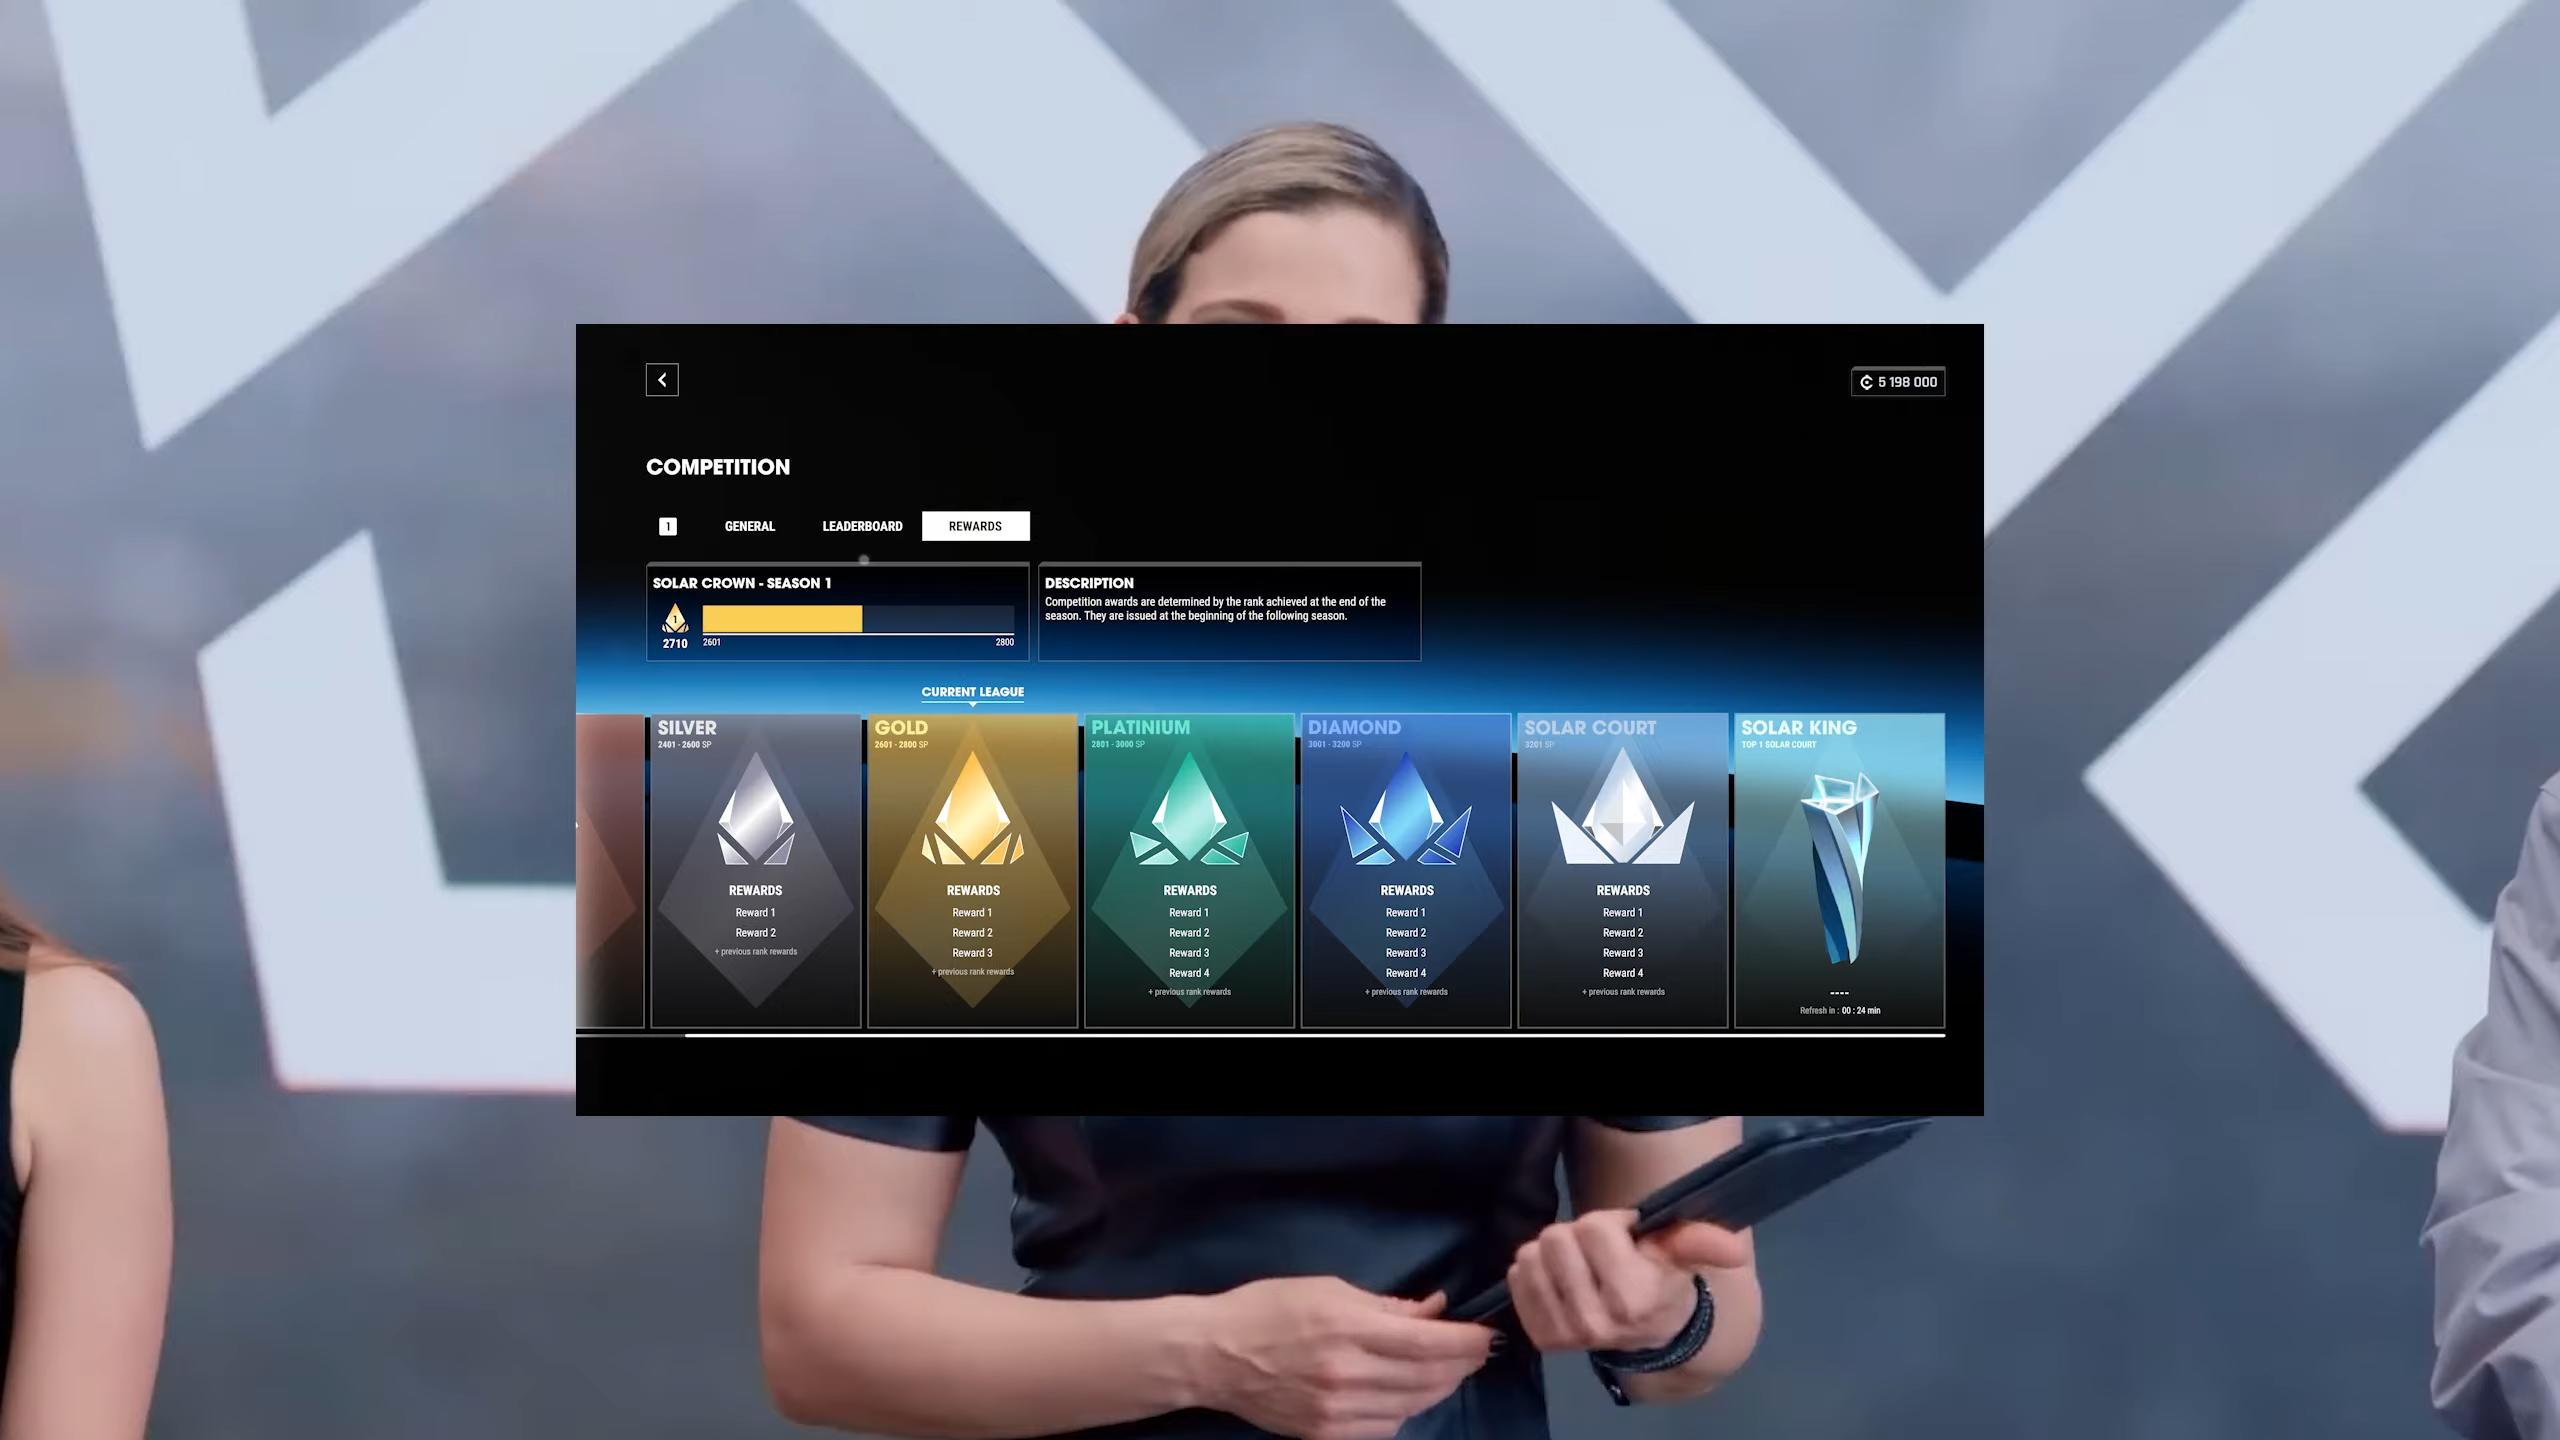 5 198 000
COMPETITION
1
GENERAL
LEADERBOARD
REWARDS
SOLAR CROWN - SEASON 1
1
2710
2601
2800
DESCRIPTION
Competition awards are determined by the rank achieved at the end of the
season. They are issued at the beginning of the following season.
CURRENT LEAGUE
SILVER
2401 - 2600 SP
REWARDS
Reward 1
Reward 2
+ previous rank rewards
GOLD
2601 - 2800 SP
REWARDS
Reward 1
Reward 2
Reward 3
+ previous rank rewards
PLATINIUM
2801 - 3000 SP
REWARDS
Reward 1
Reward 2
Reward 3
Reward 4
+ previous rank rewards
DIAMOND
3001 - 3200 SP
REWARDS
Reward 1
Reward 2
Reward 3
Reward 4
+ previous rank rewards
SOLAR COURT
3201 SP
REWARDS
Reward 1
Reward 2
Reward 3
Reward 4
+ previous rank rewards
SOLAR KING
TOP 1 SOLAR COURT
----
Refresh in : 00 : 24 min